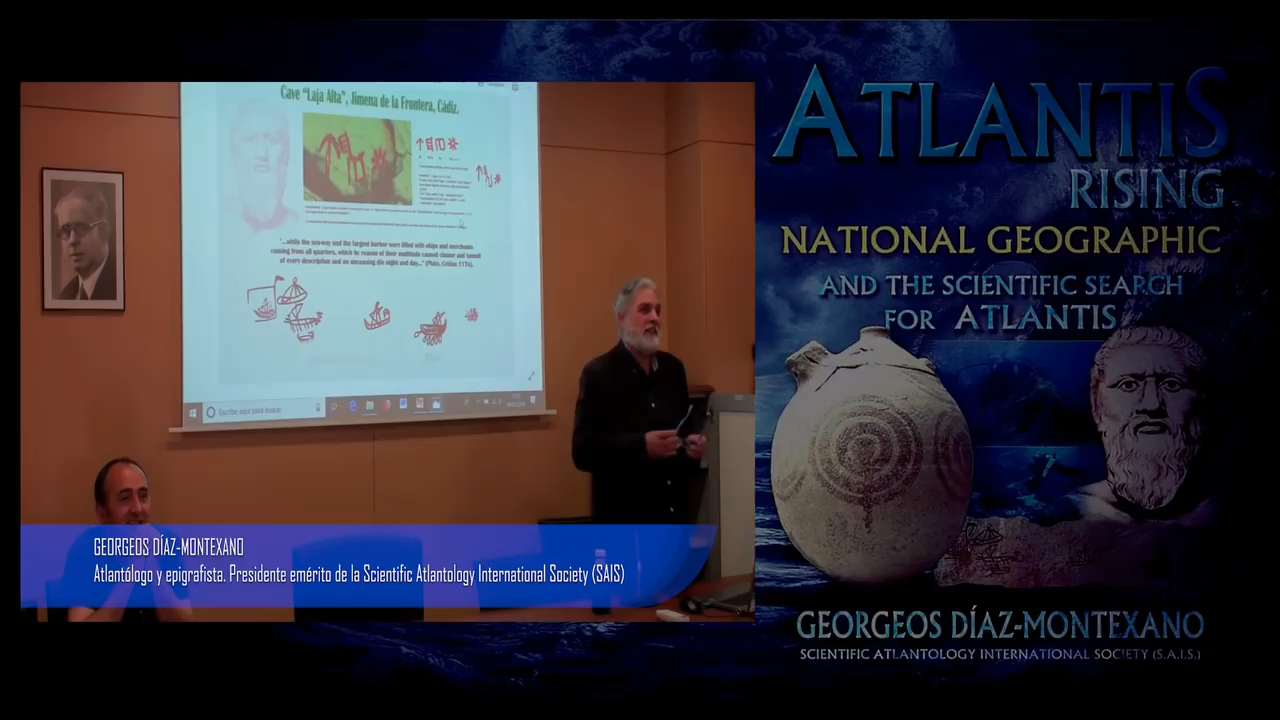 Cave "Laja Alta", Jimena de la Frontera, Cádiz.
"...while the sea-way and the largest harbor were filled with ships and merchants
coming from all quarters, which by reason of their multitude caused clamor and tumult
of every description and an unceasing din night and day..." (Plato, Critias 117e).
Escribe aquí para buscar
GEORGEOS DÍAZ-MONTEXANO
Atlantólogo y epigrafista. Presidente emérito de la Scientific Atlantology International Society (SAIS)
ATLANTIS
RISING
NATIONAL GEOGRAPHIC
AND THE SCIENTIFIC SEARCH
FOR ATLANTIS
GEORGEOS DÍAZ-MONTEXANO
SCIENTIFIC ATLANTOLOGY INTERNATIONAL SOCIETY (S.A.I.S.)